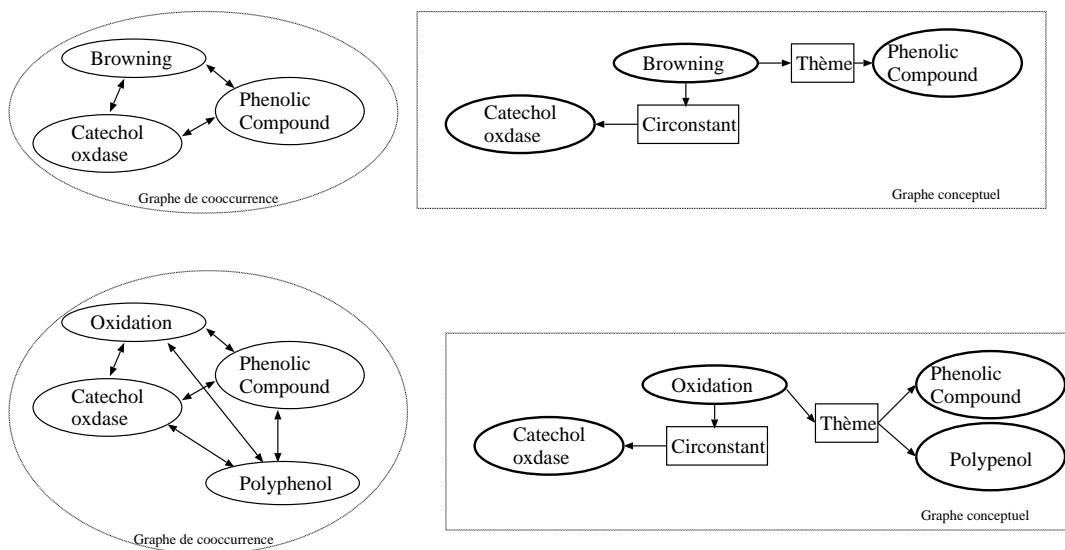 Browning
Phenolic
Compound
Catechol
oxdase
Graphe de cooccurrence
Browning
Thème
Phenolic
Compound
Catechol
oxdase
Circonstant
Graphe conceptuel
Oxidation
Phenolic
Compound
Catechol
oxdase
Polyphenol
Graphe de cooccurrence
Oxidation
Phenolic
Compound
Thème
Catechol
oxdase
Circonstant
Polypenol
Graphe conceptuel